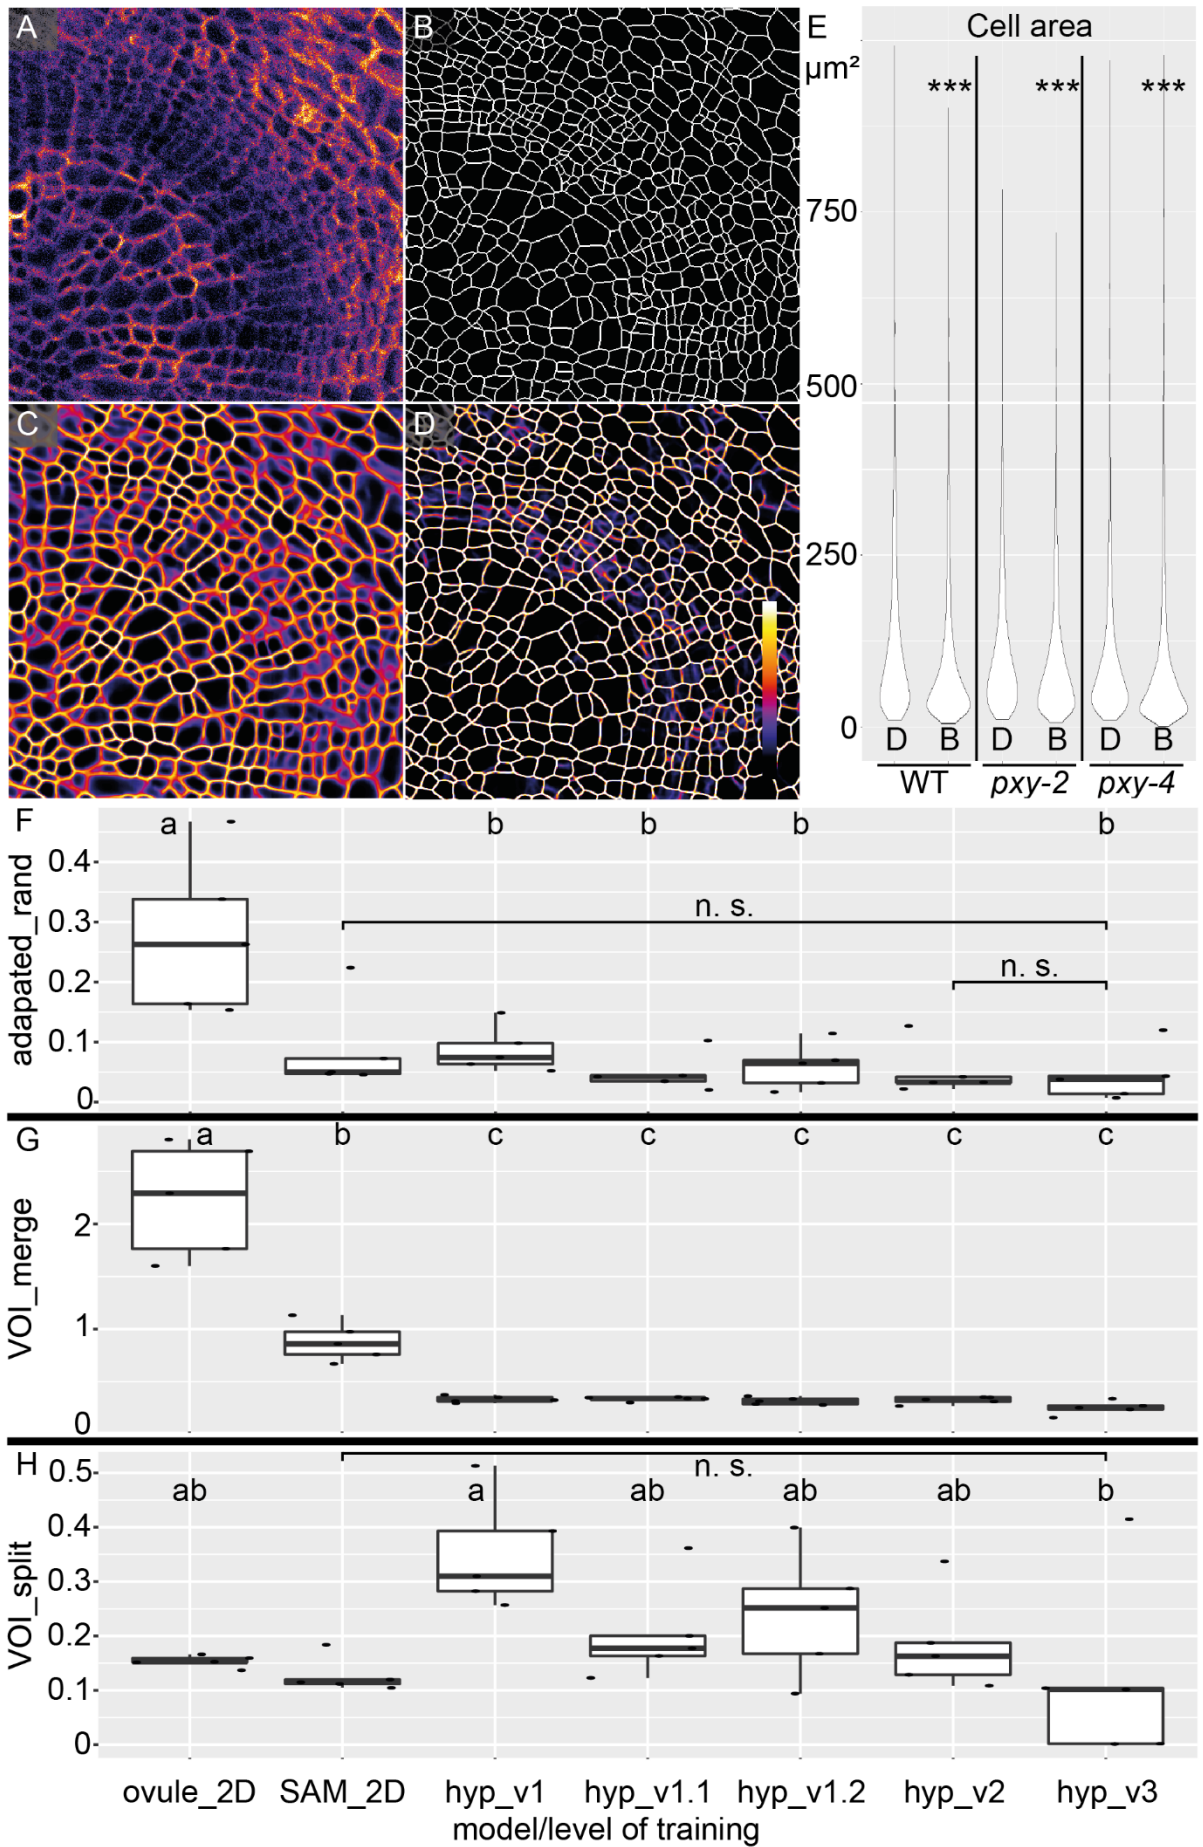 A
B
E
Cell area
µm²
*** *** ***
750
500
250
0
C
D
D B D B D B
WT pxy-2 pxy-4
F
a b b b b
adapated_rand
0.4
0.3
0.2
0.1
0
n. s.
n. s.
G
a b c c c c c
VOI_merge
2
1
0
H
n. s.
ab a ab ab ab b
VOI_split
0.5
0.4
0.3
0.2
0.1
0
ovule_2D SAM_2D hyp_v1 hyp_v1.1 hyp_v1.2 hyp_v2 hyp_v3
model/level of training